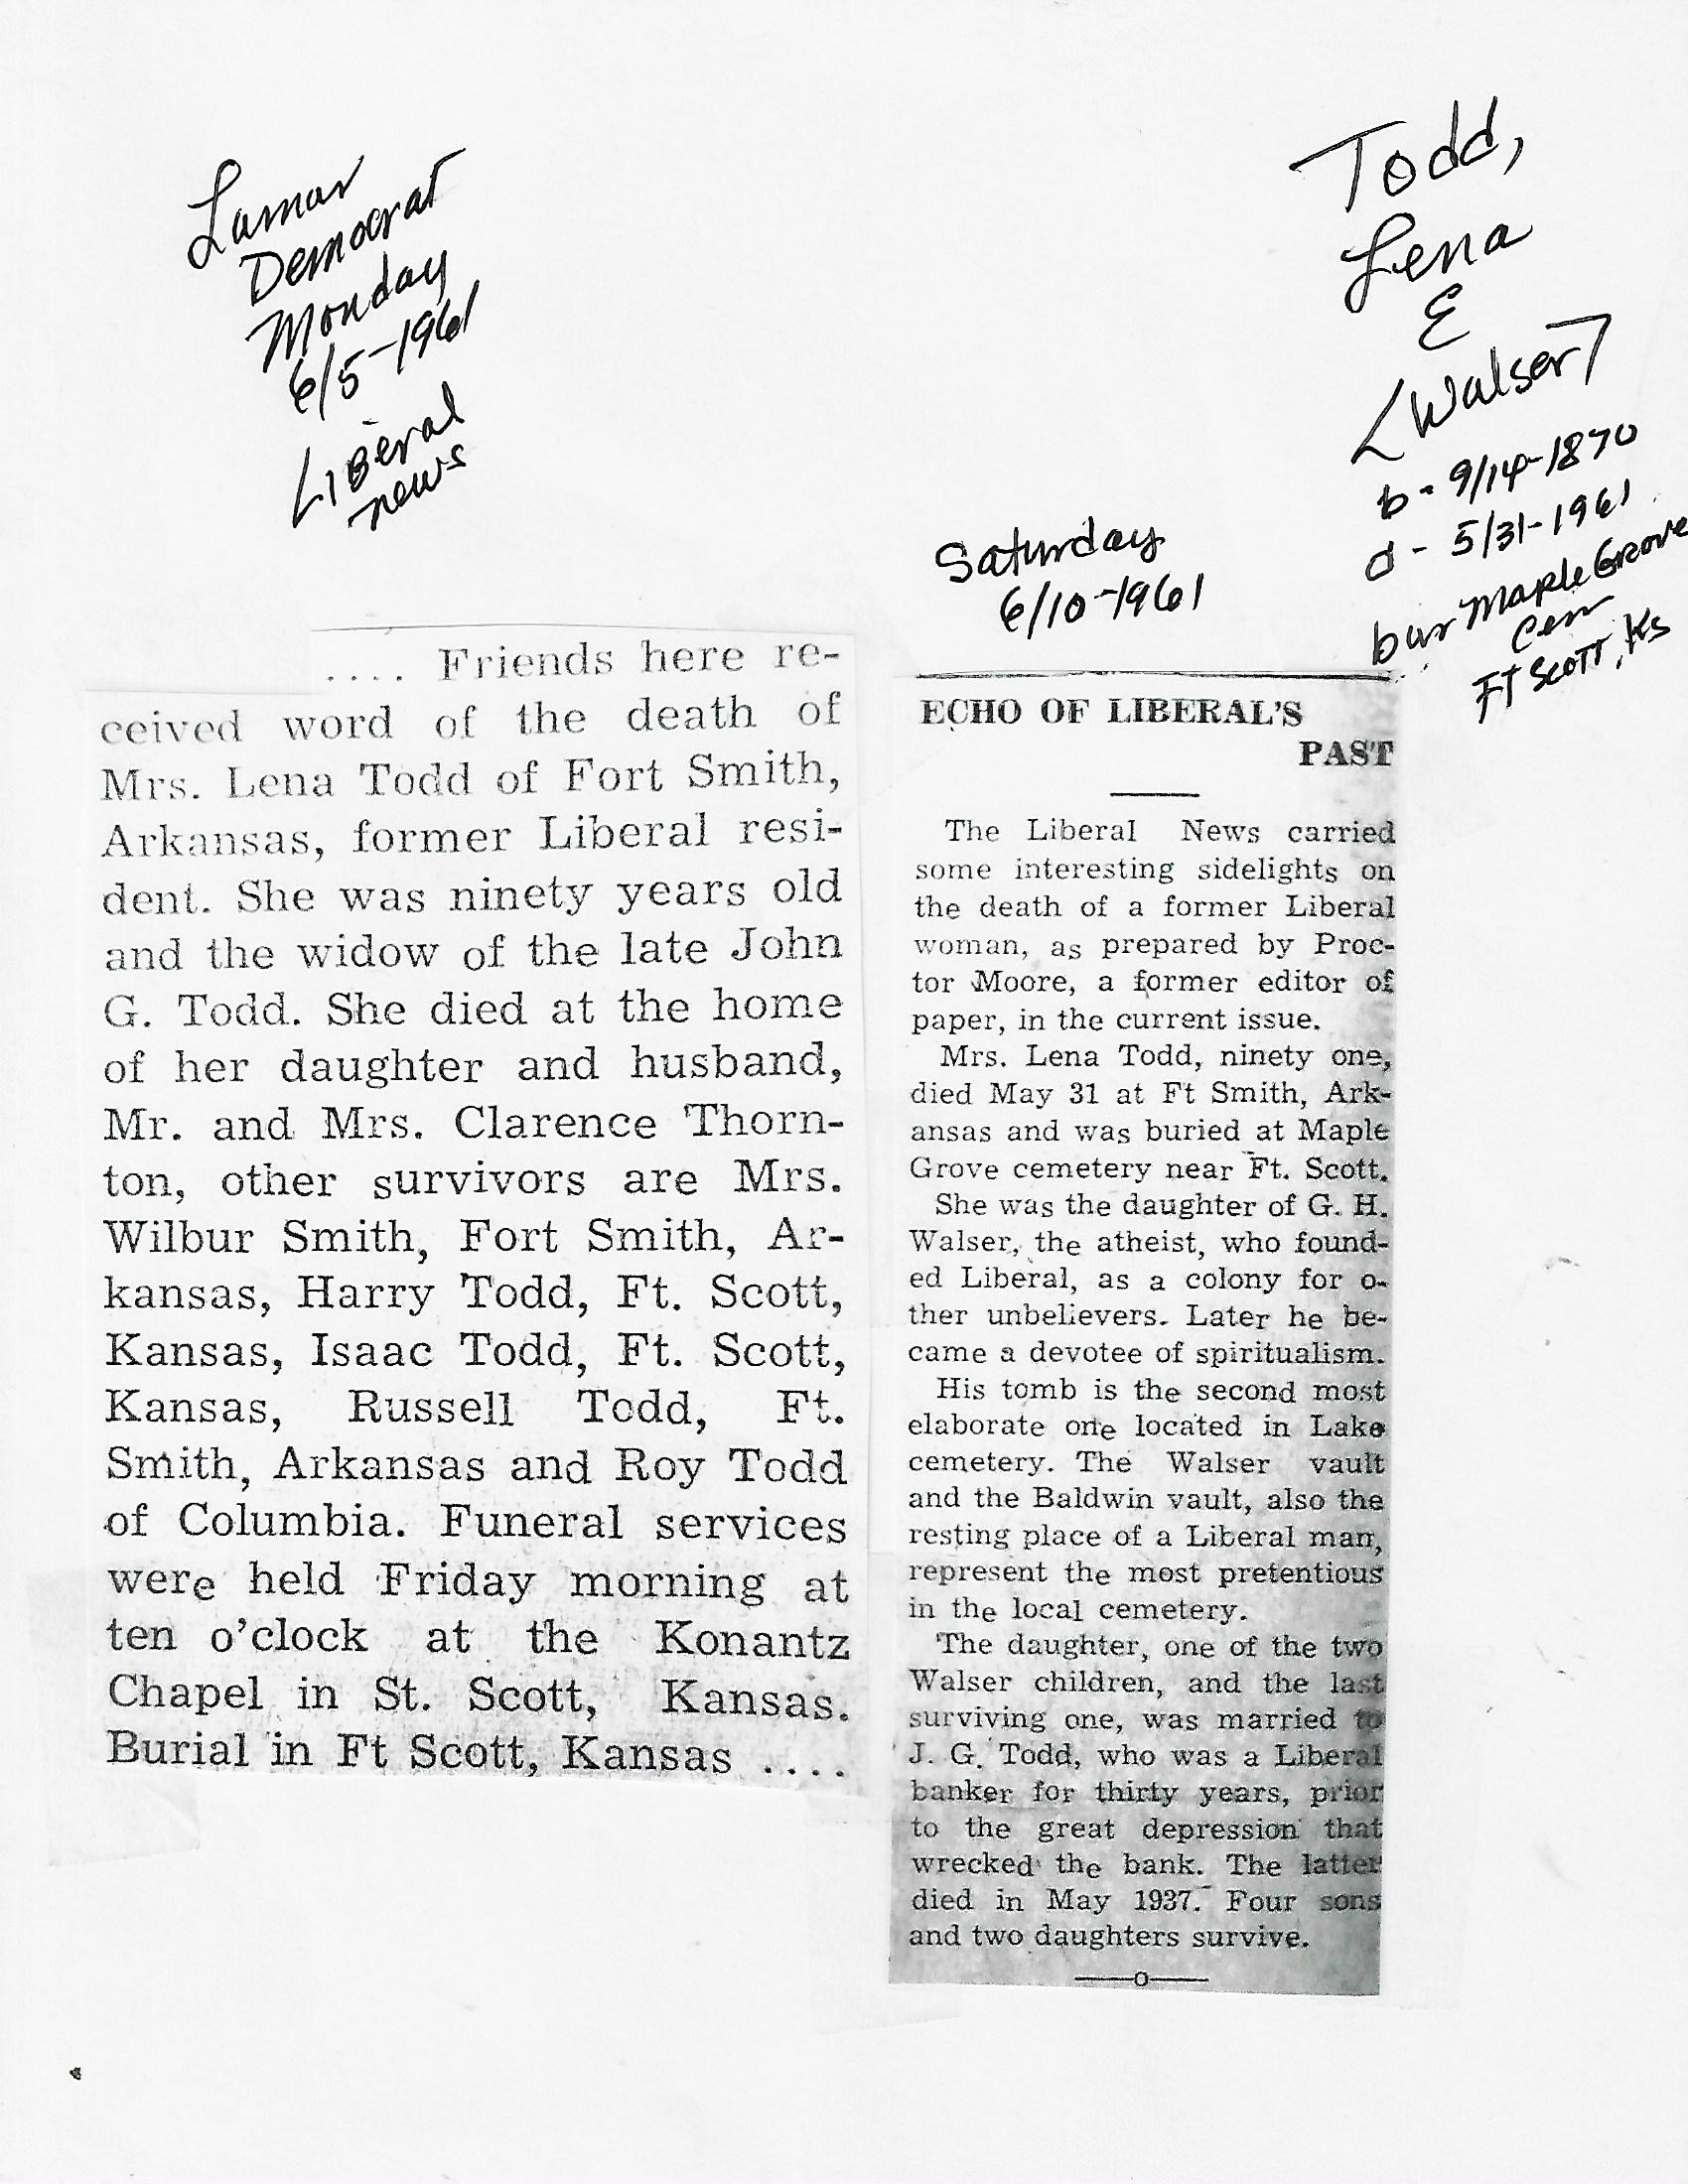 Lamar
Democrat
Monday
6/5-1961
Liberal
news
.... Friends here re-
ceived word of the death of
Mrs. Lena Todd of Fort Smith,
Arkansas, former Liberal resi-
dent. She was ninety years old
and the widow of the late John
G. Todd. She died at the home
of her daughter and husband,
Mr. and Mrs. Clarence Thorn-
ton, other survivors are Mrs.
Wilbur Smith, Fort Smith, Ar-
kansas, Harry Todd, Ft. Scott,
Kansas, Isaac Todd, Ft. Scott,
Kansas, Russell Todd, Ft.
Smith, Arkansas and Roy Todd
of Columbia. Funeral services
were held Friday morning at
ten o'clock at the Konantz
Chapel in St. Scott, Kansas.
Burial in Ft Scott, Kansas ....
Todd,
Lena
E
<Walser>
b- 9/14-1870
d- 5/31-1961
bur Maple Grove
Cem
Ft Scott, Ks
Saturday
6/10-1961
ECHO OF LIBERAL'S
PAST
The Liberal News carried
some interesting sidelights on
the death of a former Liberal
woman, as prepared by Proc-
tor Moore, a former editor of
paper, in the current issue.
Mrs. Lena Todd, ninety one,
died May 31 at Ft Smith, Ark-
ansas and was buried at Maple
Grove cemetery near Ft. Scott.
She was the daughter of G. H.
Walser, the atheist, who found-
ed Liberal, as a colony for o-
ther unbelievers. Later he be-
came a devotee of spiritualism.
His tomb is the second most
elaborate one located in Lake
cemetery. The Walser vault
and the Baldwin vault, also the
resting place of a Liberal man,
represent the most pretentious
in the local cemetery.
The daughter, one of the two
Walser children, and the last
surviving one, was married to
J. G. Todd, who was a Liberal
banker for thirty years, prior
to the great depression that
wrecked the bank. The latter
died in May 1937. Four sons
and two daughters survive.
—o—